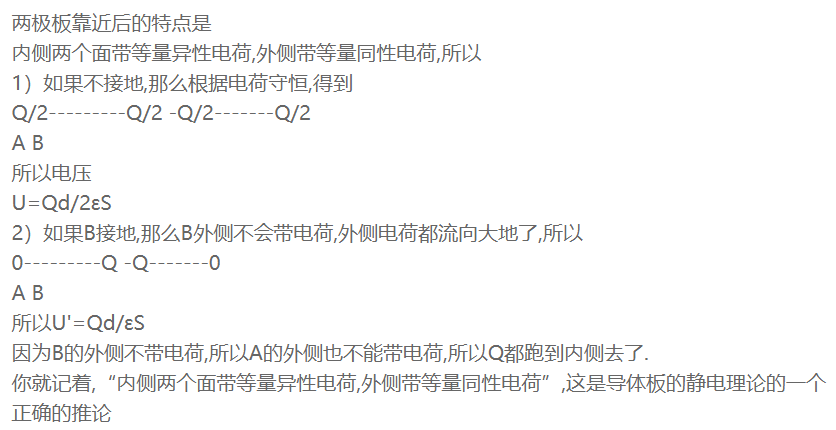 两极板靠近后的特点是
内侧两个面带等量异性电荷,外侧带等量同性电荷,所以
1）如果不接地,那么根据电荷守恒,得到
Q/2---------Q/2 -Q/2-------Q/2
A B
所以电压
U=Qd/2εS
2）如果B接地,那么B外侧不会带电荷,外侧电荷都流向大地了,所以
0---------Q -Q-------0
A B
所以U'=Qd/εS
因为B的外侧不带电荷,所以A的外侧也不能带电荷,所以Q都跑到内侧去了.
你就记着,“内侧两个面带等量异性电荷,外侧带等量同性电荷”,这是导体板的静电理论的一个
正确的推论